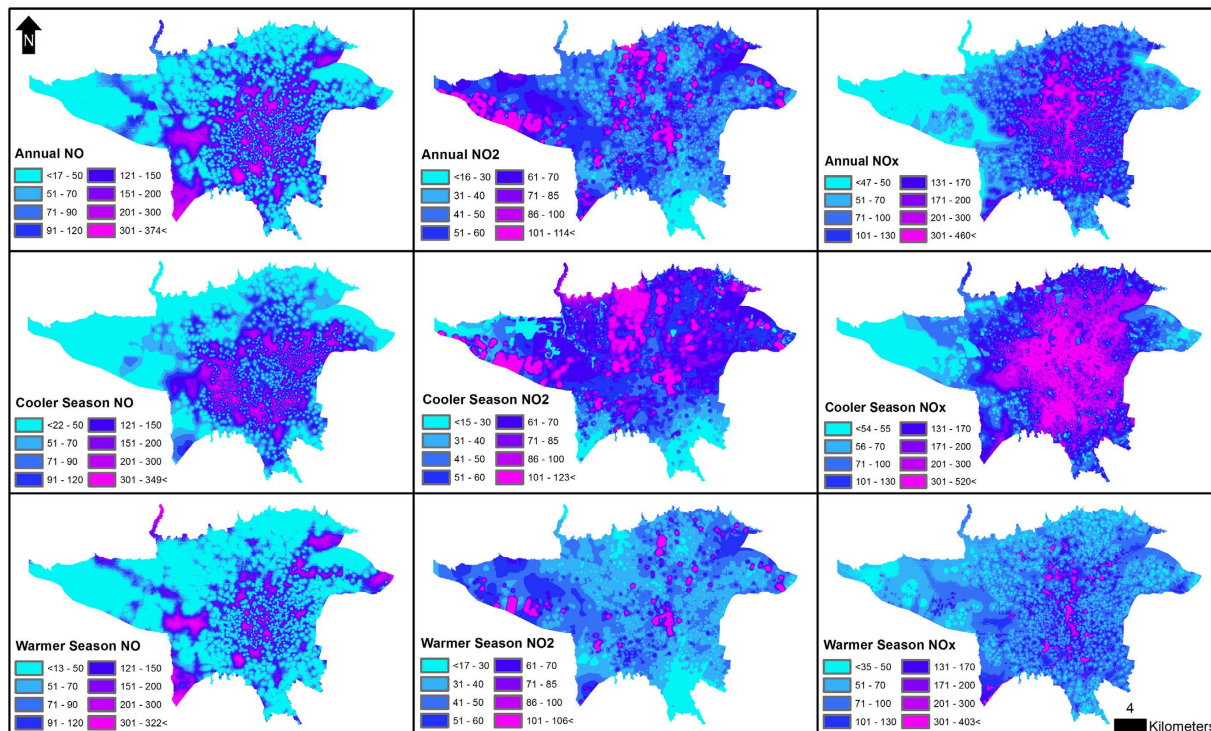 N
Annual NO
<17 - 50 121 - 150
51 - 70 151 - 200
71 - 90 201 - 300
91 - 120 301 - 374<
Annual NO2
<16 - 30 61 - 70
31 - 40 71 - 85
41 - 50 86 - 100
51 - 60 101 - 114<
Annual NOx
<47 - 50 131 - 170
51 - 70 171 - 200
71 - 100 201 - 300
101 - 130 301 - 460<
Cooler Season NO
<22 - 50 121 - 150
51 - 70 151 - 200
71 - 90 201 - 300
91 - 120 301 - 349<
Cooler Season NO2
<15 - 30 61 - 70
31 - 40 71 - 85
41 - 50 86 - 100
51 - 60 101 - 123<
Cooler Season NOx
<54 - 55 131 - 170
56 - 70 171 - 200
71 - 100 201 - 300
101 - 130 301 - 520<
Warmer Season NO
<13 - 50 121 - 150
51 - 70 151 - 200
71 - 90 201 - 300
91 - 120 301 - 322<
Warmer Season NO2
<17 - 30 61 - 70
31 - 40 71 - 85
41 - 50 86 - 100
51 - 60 101 - 106<
Warmer Season NOx
<35 - 50 131 - 170
51 - 70 171 - 200
71 - 100 201 - 300
101 - 130 301 - 403<
4
Kilometers